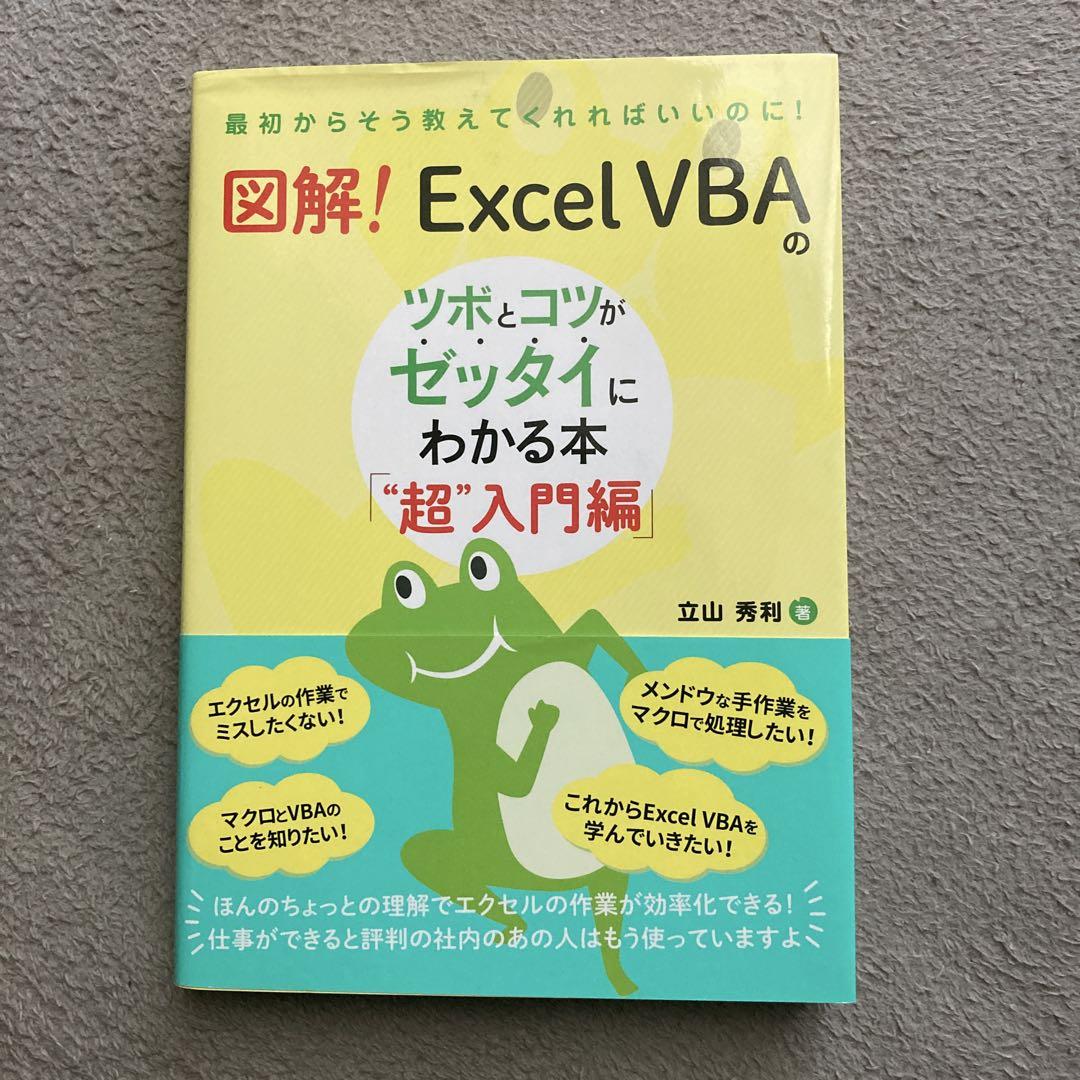 最初からそう教えてくれればいいのに!
図解! Excel VBAの
ツボとコツが
ゼッタイに
わかる本
「“超”入門編」
立山 秀利 著
エクセルの作業で
ミスしたくない!
メンドウな手作業を
マクロで処理したい!
マクロとVBAの
ことを知りたい!
これからExcel VBAを
学んでいきたい!
ほんのちょっとの理解でエクセルの作業が効率化できる!
仕事ができると評判の社内のあの人はもう使っていますよ